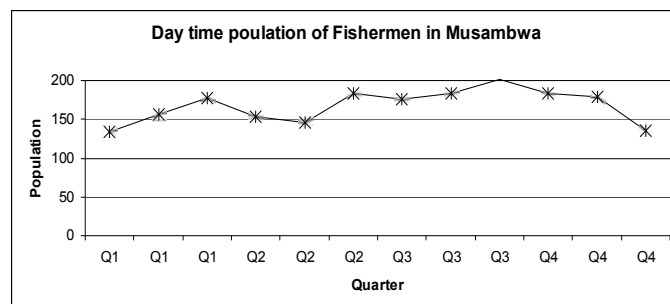 Day time poulation of Fishermen in Musambwa
200
150
100
50
0
Population
Q1 Q1 Q1 Q2 Q2 Q2 Q3 Q3 Q3 Q4 Q4 Q4
Quarter